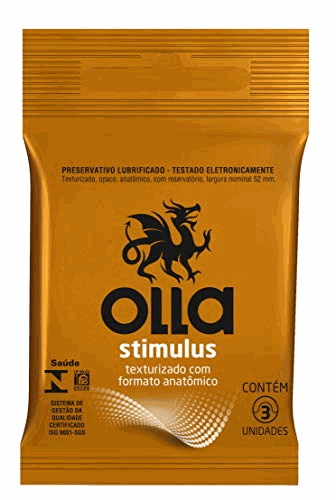 PRESERVATIVO LUBRIFICADO - TESTADO ELETRONICAMENTE
Texturizado, opaco, anatômico, com reservatório, largura nominal 52 mm.
OLLA
stimulus
texturizado com
formato anatômico
Saúde
SISTEMA DE
GESTÃO DA
QUALIDADE
CERTIFICADO
ISO 9001-SGS
CONTÉM
3
UNIDADES